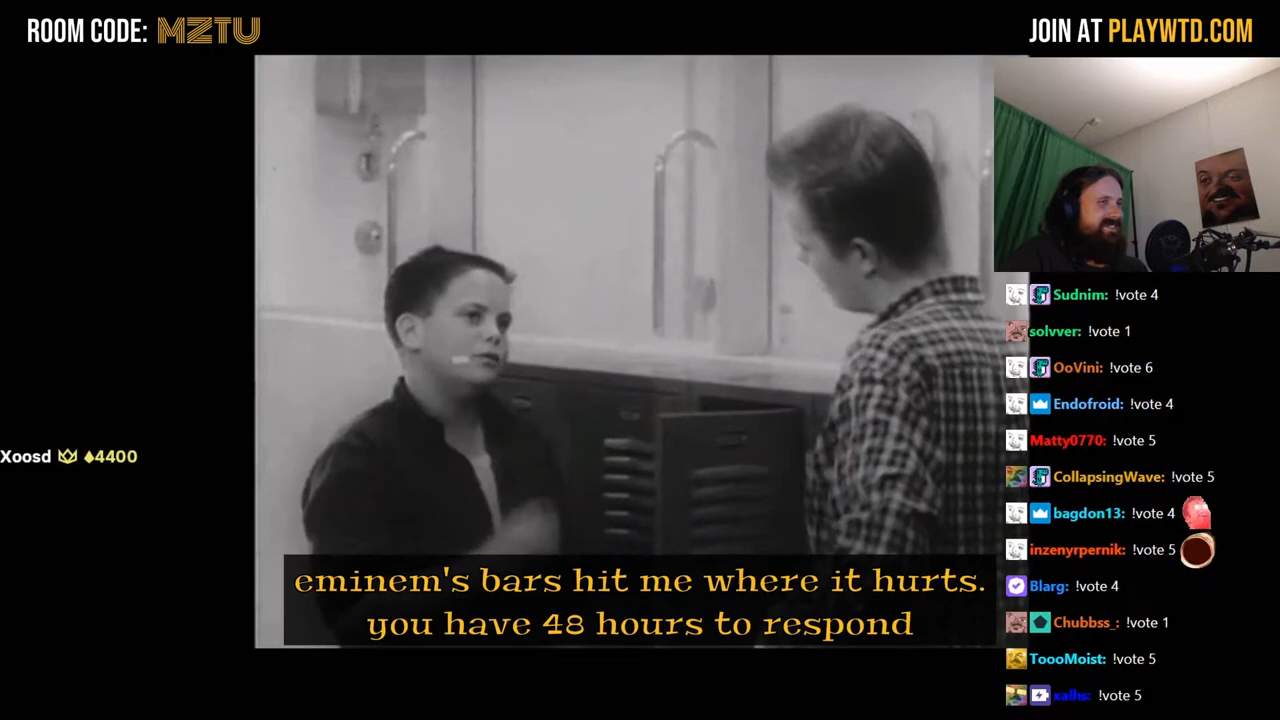 ROOM CODE: MZTU
JOIN AT PLAYWTD.COM
Sudnim: !vote 4
solvver: !vote 1
OoVini: !vote 6
Endofroid: !vote 4
Matty0770: !vote 5
Xoosd 4400
CollapsingWave: !vote 5
bagdon13: !vote 4
inzenyrpernik: !vote 5
Blarg: !vote 4
Chubbss_: !vote 1
ToooMoist: !vote 5
xalhs: !vote 5
eminem's bars hit me where it hurts.
you have 48 hours to respond